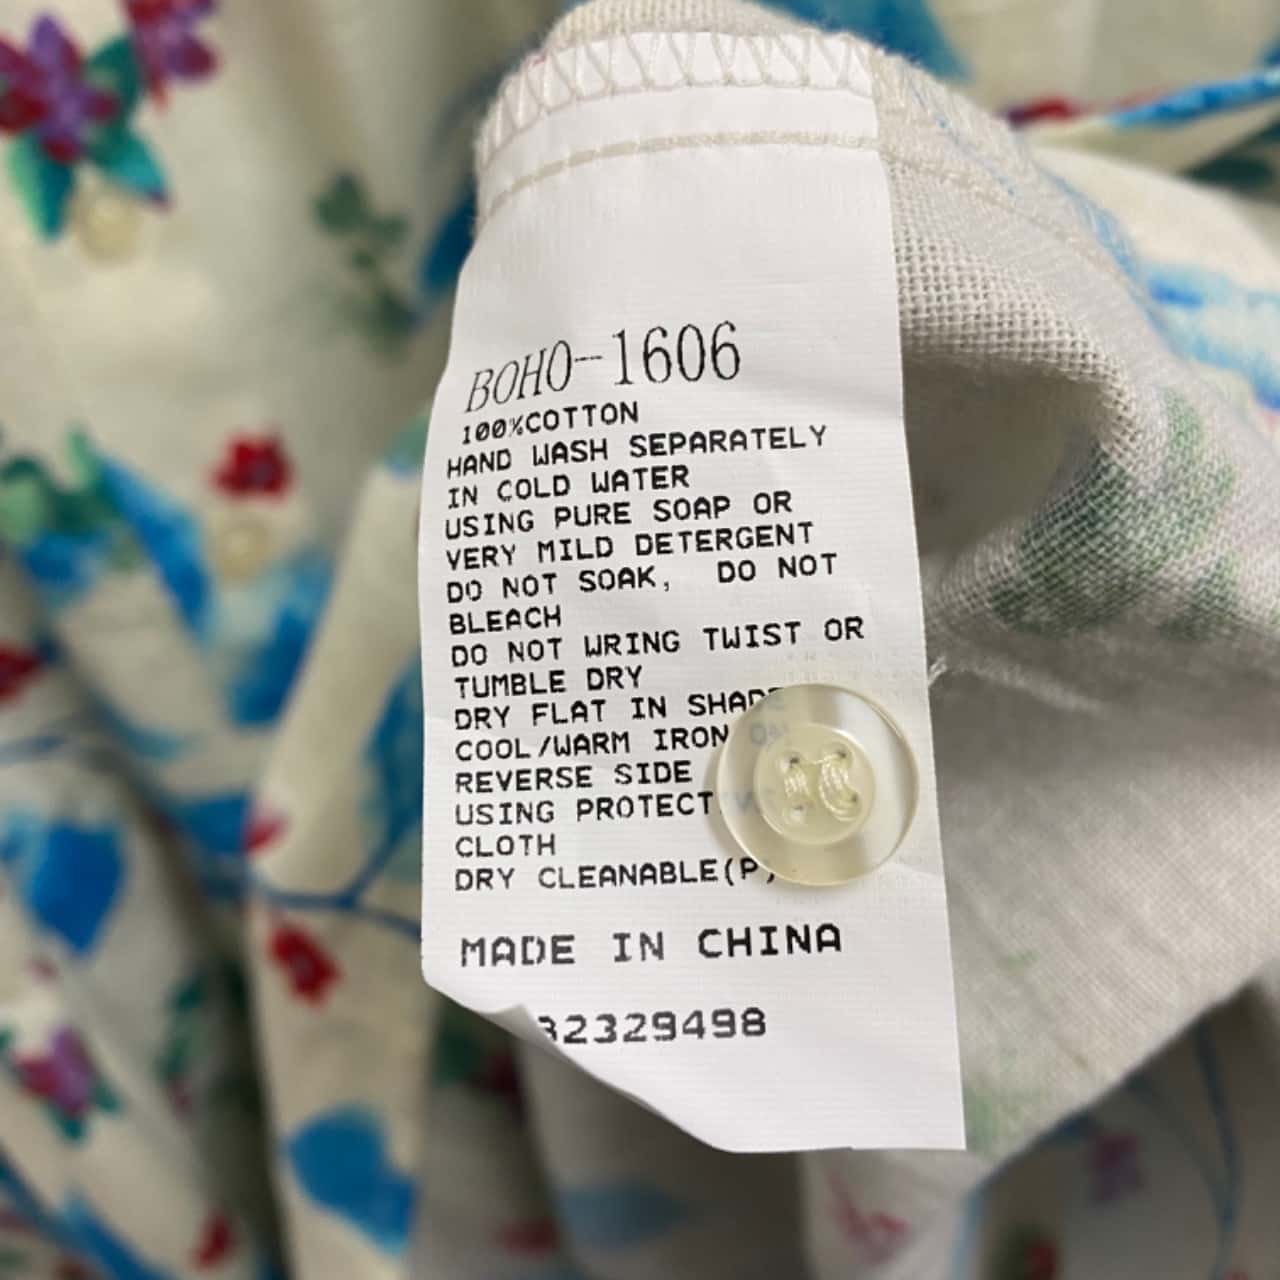 BOHO-1606
100%COTTON
HAND WASH SEPARATELY
IN COLD WATER
USING PURE SOAP OR
VERY MILD DETERGENT
DO NOT SOAK, DO NOT
BLEACH
DO NOT WRING TWIST OR
TUMBLE DRY
DRY FLAT IN SHADE
COOL/WARM IRON ON
REVERSE SIDE
USING PROTECTIVE
CLOTH
DRY CLEANABLE(P)
MADE IN CHINA
32329498